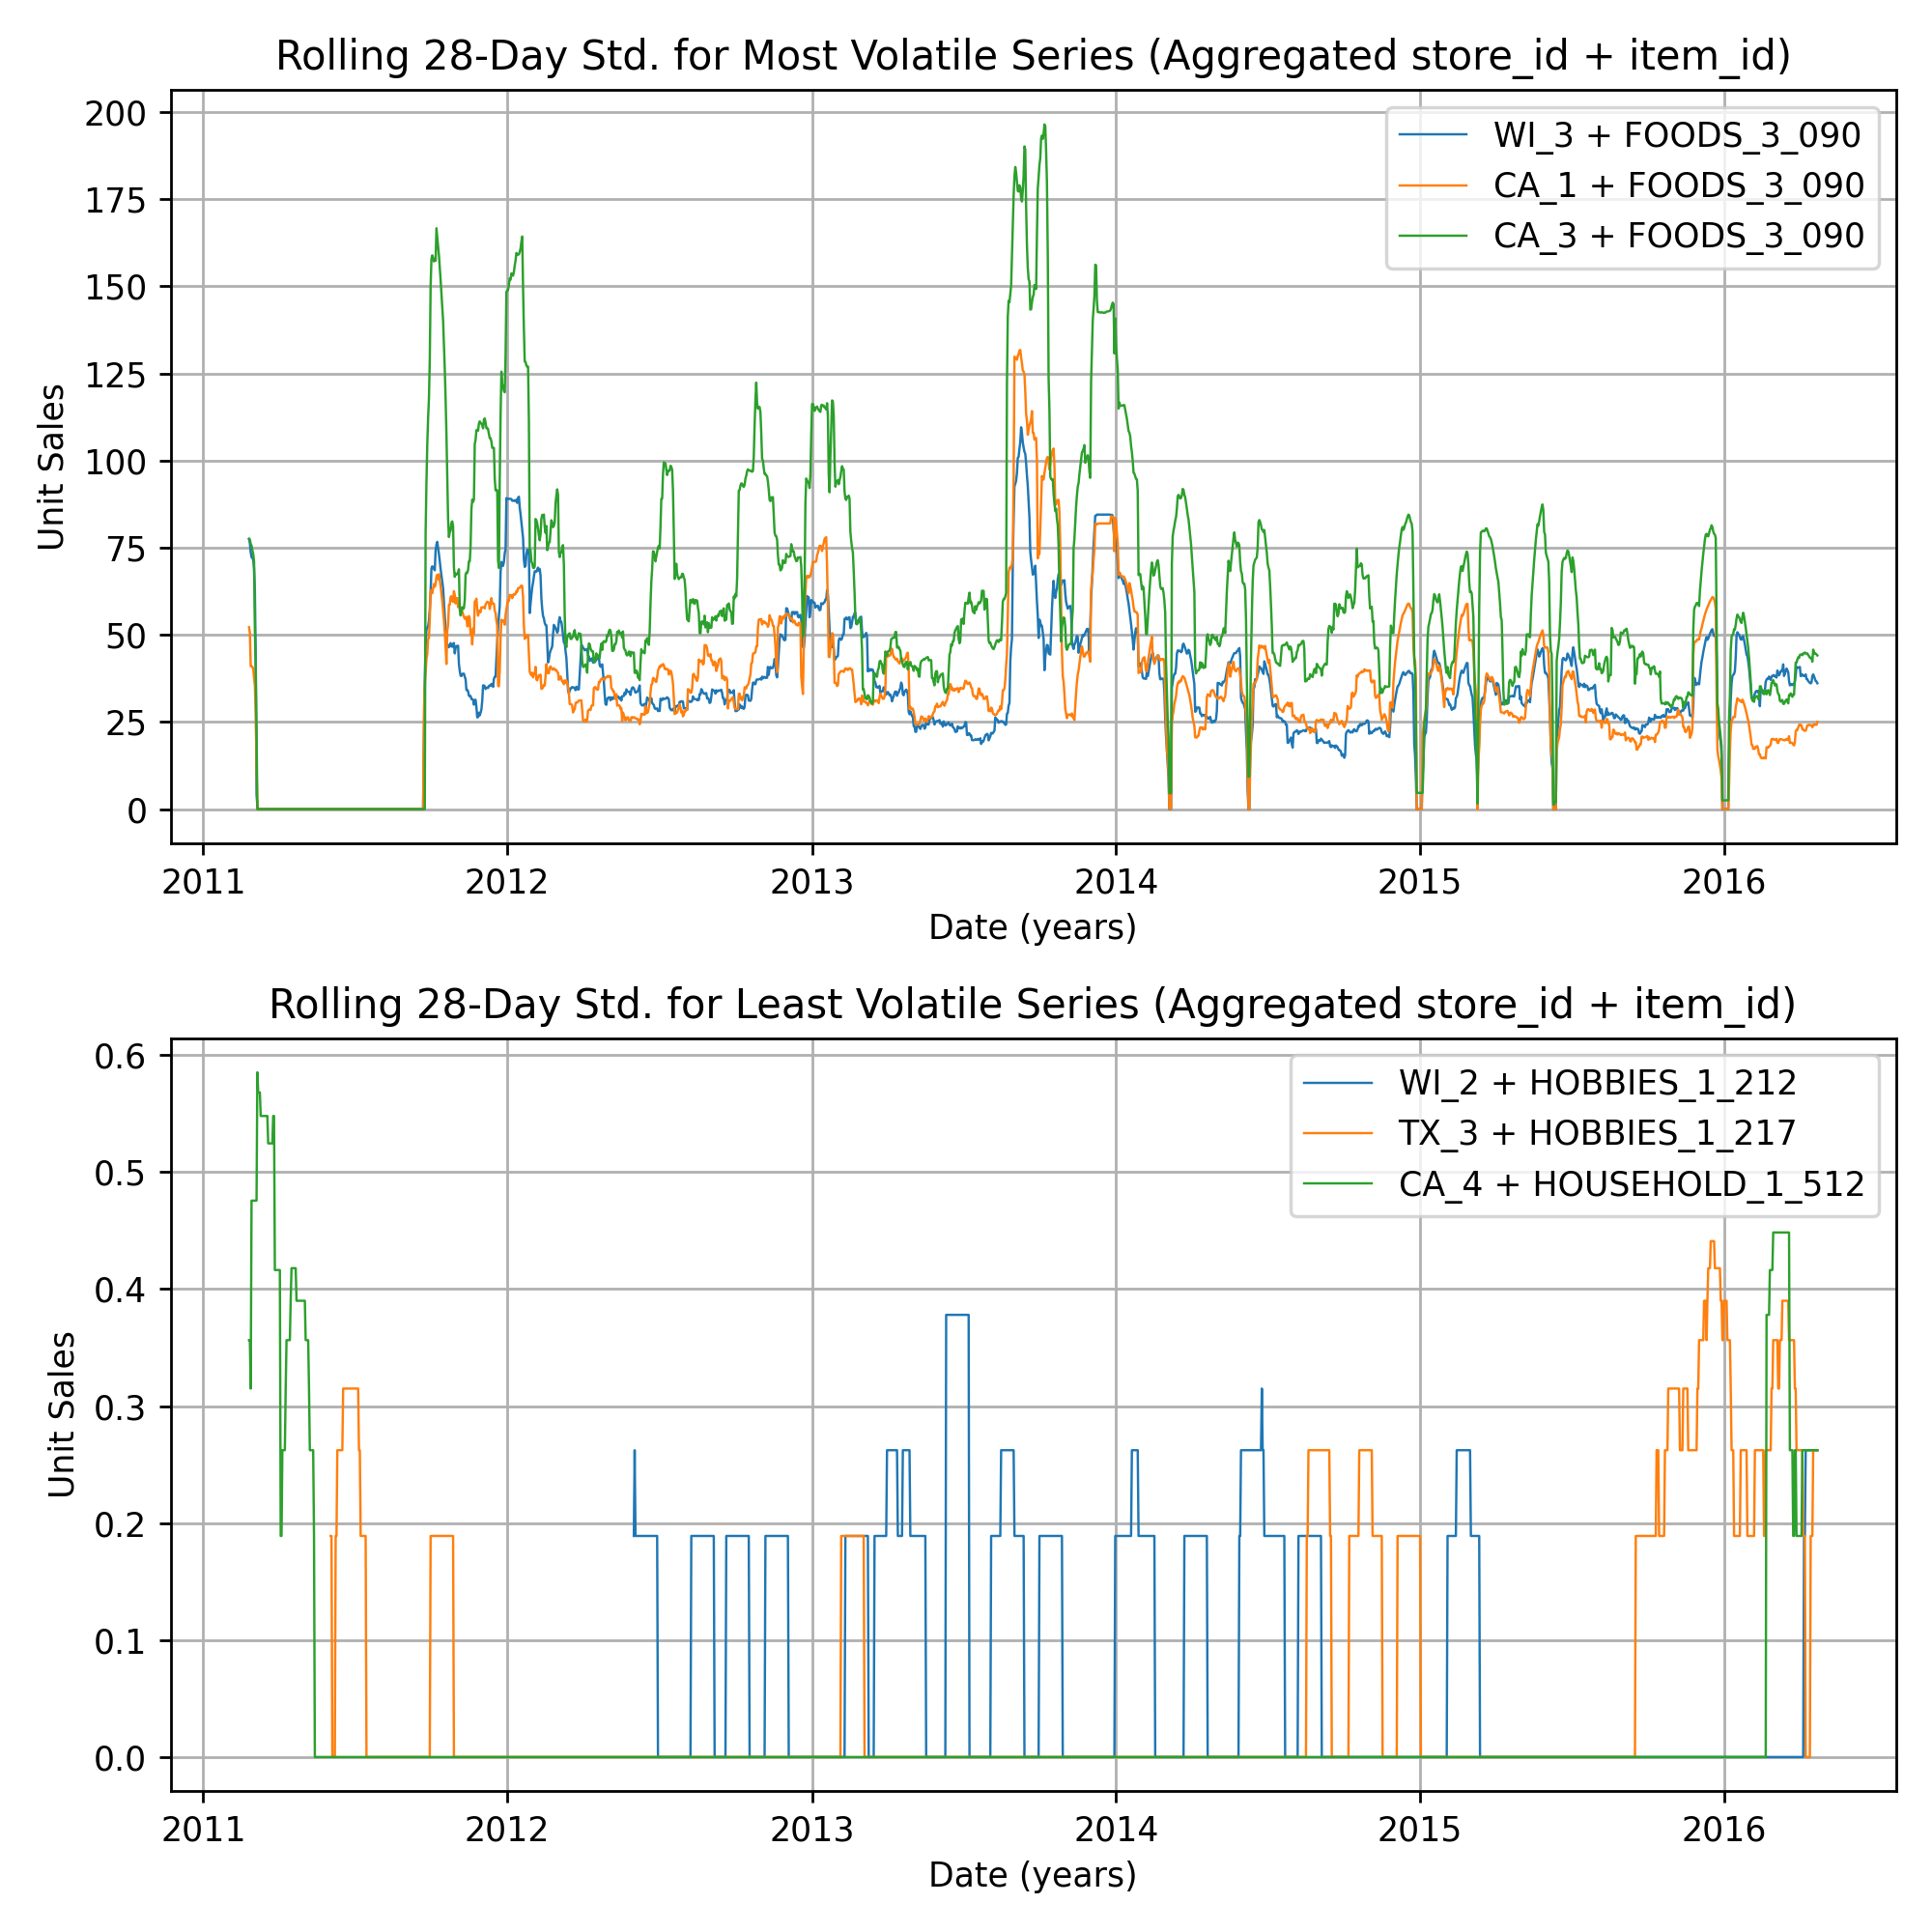 Rolling 28-Day Std. for Most Volatile Series (Aggregated store_id + item_id)
200
175
150
125
100
75
50
25
0
Unit Sales
WI_3 + FOODS_3_090
CA_1 + FOODS_3_090
CA_3 + FOODS_3_090
2011 2012 2013 2014 2015 2016
Date (years)
Rolling 28-Day Std. for Least Volatile Series (Aggregated store_id + item_id)
0.6
0.5
0.4
0.3
0.2
0.1
0.0
Unit Sales
WI_2 + HOBBIES_1_212
TX_3 + HOBBIES_1_217
CA_4 + HOUSEHOLD_1_512
2011 2012 2013 2014 2015 2016
Date (years)